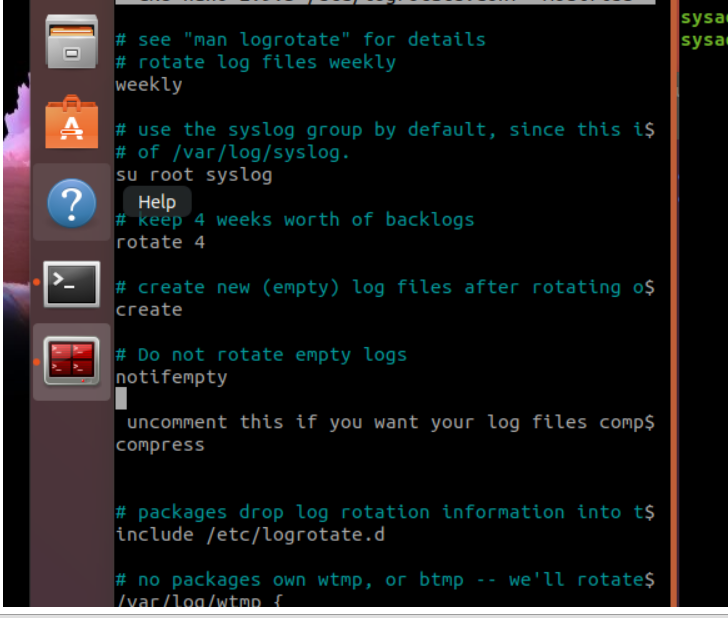 # see "man logrotate" for details
# rotate log files weekly
weekly
# use the syslog group by default, since this i$
# of /var/log/syslog.
su root syslog
Help
# keep 4 weeks worth of backlogs
rotate 4
# create new (empty) log files after rotating o$
create
# Do not rotate empty logs
notifempty
uncomment this if you want your log files comp$
compress
# packages drop log rotation information into t$
include /etc/logrotate.d
# no packages own wtmp, or btmp -- we'll rotate$
/var/log/wtmp {
sysa
sysa